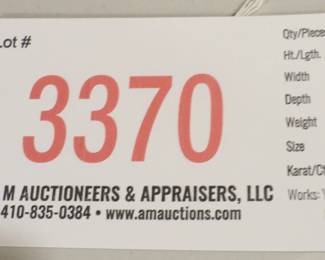 Lot #
3370
M AUCTIONEERS & APPRAISERS, LLC
410-835-0384 • www.amauctions.com
Qty/Piece
Ht./Lgth.
Width
Depth
Weight
Size
Karat/Ct
Works: